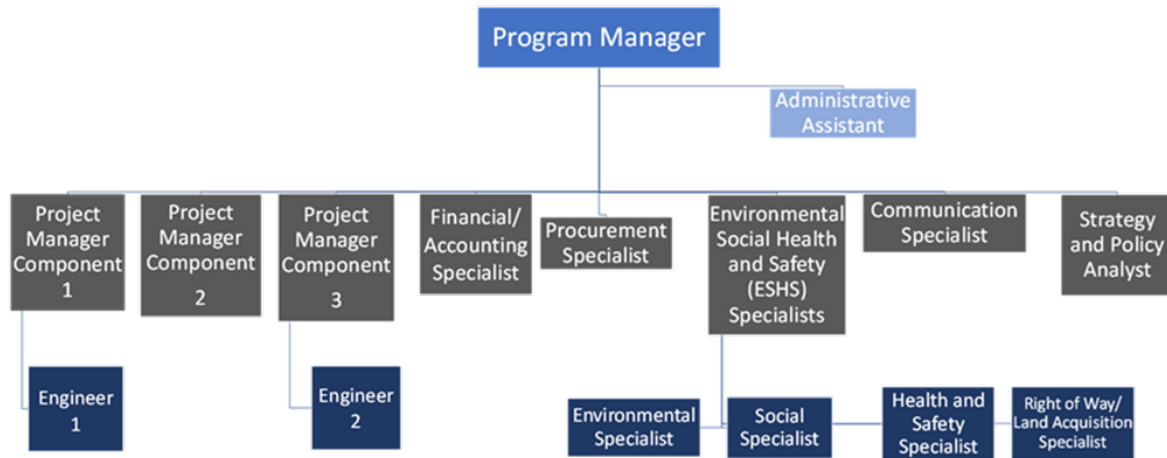 Program Manager
Administrative
Assistant
Project
Manager
Component
1
Project
Manager
Component
2
Project
Manager
Component
3
Financial/
Accounting
Specialist
Procurement
Specialist
Environmental
Social Health
and Safety
(ESHS)
Specialists
Communication
Specialist
Strategy
and Policy
Analyst
Engineer
1
Engineer
2
Environmental
Specialist
Social
Specialist
Health and
Safety
Specialist
Right of Way/
Land Acquisition
Specialist